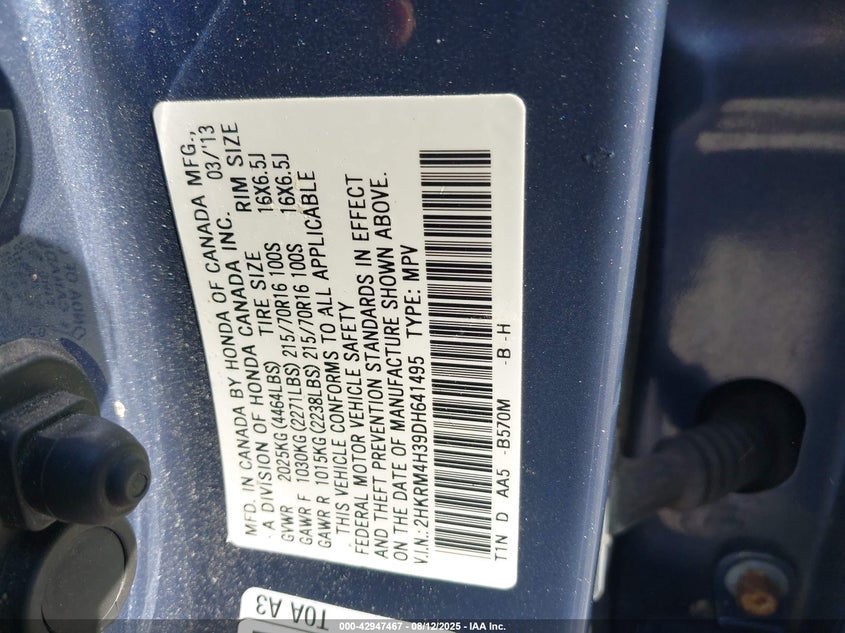 MFD. IN CANADA BY HONDA OF CANADA MFG.,
A DIVISION OF HONDA CANADA INC. 03/'13
TIRE SIZE RIM SIZE
GVWR 2025KG(4464LBS)
GAWR F 1030KG(2271LBS) 215/70R16 100S 16X6.5J
GAWR R 1015KG(2238LBS) 215/70R16 100S 16X6.5J
THIS VEHICLE CONFORMS TO ALL APPLICABLE
FEDERAL MOTOR VEHICLE SAFETY
AND THEFT PREVENTION STANDARDS IN EFFECT
ON THE DATE OF MANUFACTURE SHOWN ABOVE.
V.I.N.: 2HKRM4H39DH641495 TYPE: MPV
T1N D AA5 -B570M -B-H
T0A A3
000-42947467 - 08/12/2025 - IAA Inc.